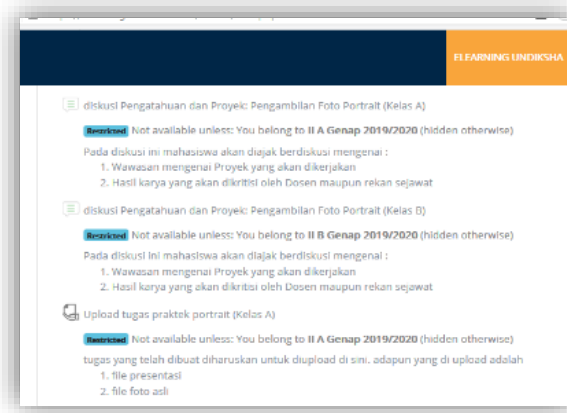 ELEARNING UNDIKSHA
diskusi Pengatahuan dan Proyek: Pengambilan Foto Portrait (Kelas A)
Restricted Not available unless: You belong to II A Genap 2019/2020 (hidden otherwise)
Pada diskusi ini mahasiswa akan diajak berdiskusi mengenai :
1. Wawasan mengenai Proyek yang akan dikerjakan
2. Hasil karya yang akan dikritisi oleh Dosen maupun rekan sejawat
diskusi Pengatahuan dan Proyek: Pengambilan Foto Portrait (Kelas B)
Restricted Not available unless: You belong to II B Genap 2019/2020 (hidden otherwise)
Pada diskusi ini mahasiswa akan diajak berdiskusi mengenai :
1. Wawasan mengenai Proyek yang akan dikerjakan
2. Hasil karya yang akan dikritisi oleh Dosen maupun rekan sejawat
Upload tugas praktek portrait (Kelas A)
Restricted Not available unless: You belong to II A Genap 2019/2020 (hidden otherwise)
tugas yang telah dibuat diharuskan untuk diupload di sini. adapun yang di upload adalah
1. file presentasi
2. file foto asli